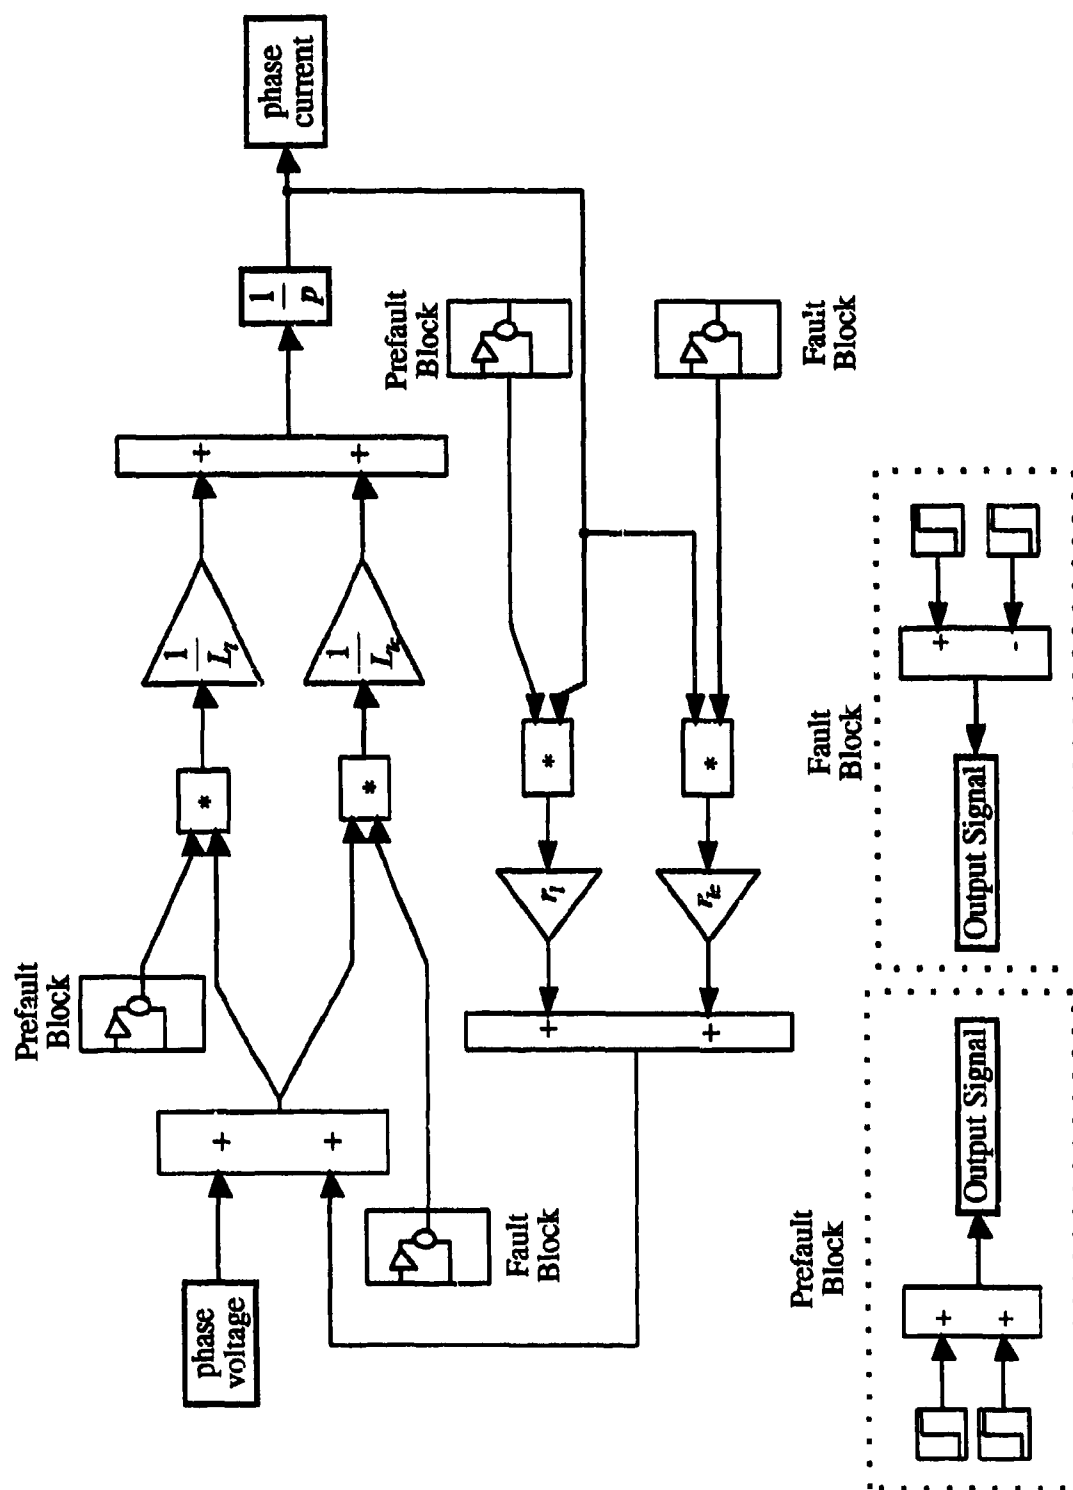 phase
voltage
+
+
Prefault
Block
Fault
Block
*
*
1
L_l
1
L_lc
+
+
1
p
phase
current
Prefault
Block
Fault
Block
*
*
r_l
r_lc
+
+
Prefault
Block
+
+
Output Signal
Fault
Block
+
-
Output Signal